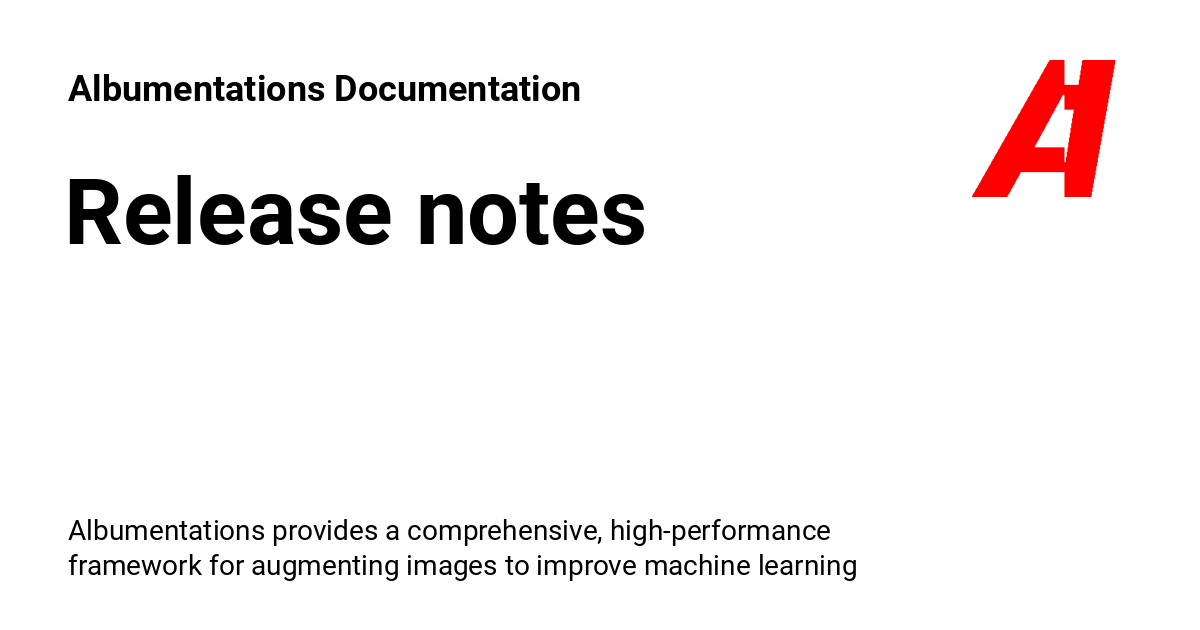 Albumentations Documentation
Release notes
Albumentations provides a comprehensive, high-performance
framework for augmenting images to improve machine learning